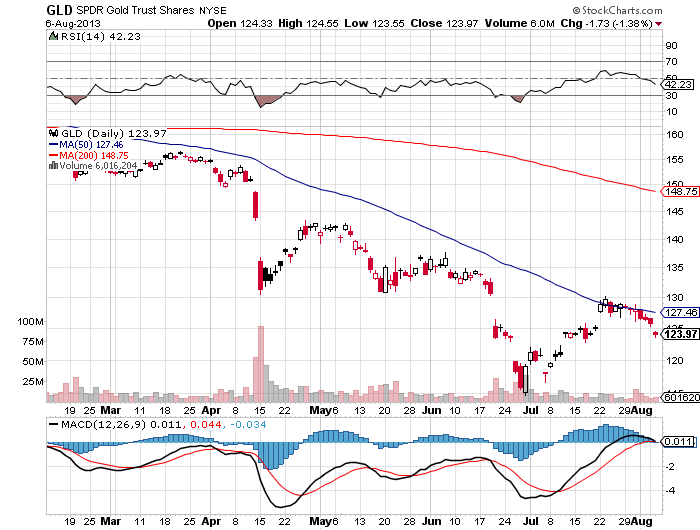 GLD SPDR Gold Trust Shares NYSE © StockCharts.com
6-Aug-2013 Open 124.33 High 124.55 Low 123.55 Close 123.97 Volume 6.0M Chg -1.73 (-1.38%)
RSI(14) 42.23
90
70
50
42.23
30
10
GLD (Daily) 123.97
MA(50) 127.46
MA(200) 148.75
Volume 6,016,204
160
155
150
148.75
145
140
135
130
127.46
125
123.97
120
115
100M
75M
50M
25M
601620
19 25 Mar 11 18 25 Apr 8 15 22 May 6 13 20 28 Jun 10 17 24 Jul 8 15 22 29 Aug
MACD(12,26,9) 0.011, 0.044, -0.034
0.011
-2
-4
19 25 Mar 11 18 25 Apr 8 15 22 May 6 13 20 28 Jun 10 17 24 Jul 8 15 22 29 Aug